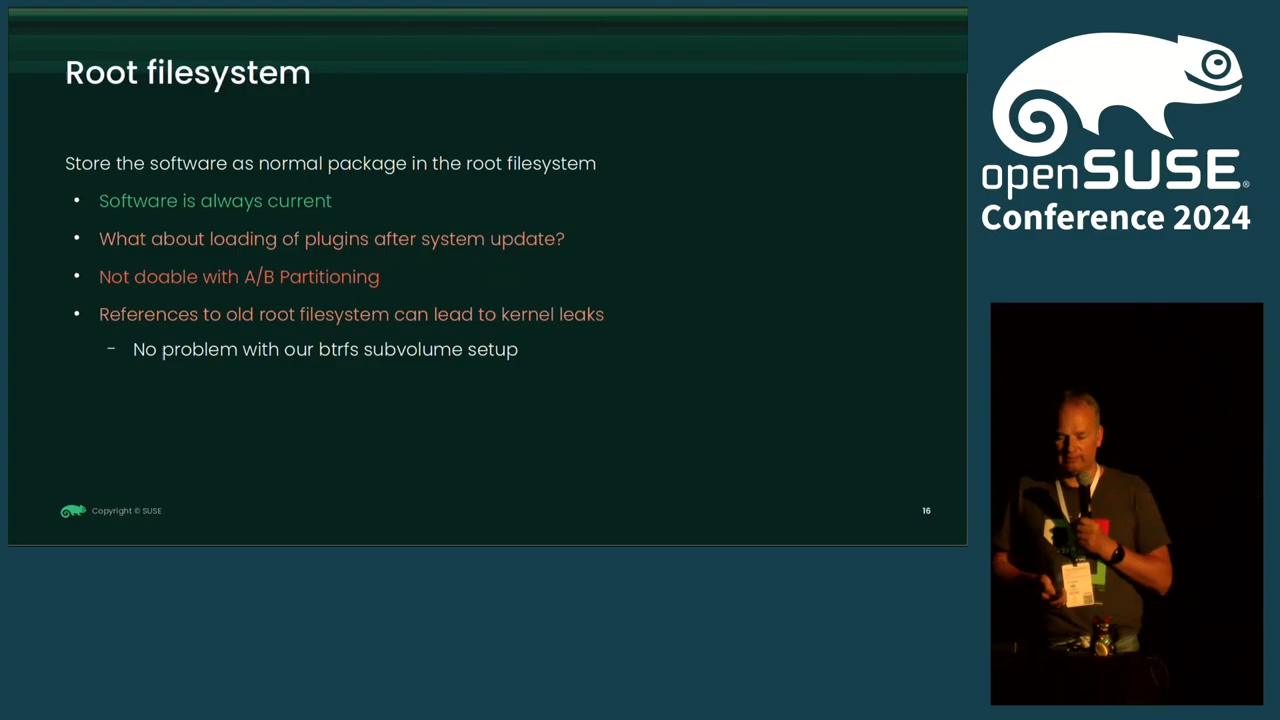 Root filesystem
Store the software as normal package in the root filesystem
• Software is always current
• What about loading of plugins after system update?
• Not doable with A/B Partitioning
• References to old root filesystem can lead to kernel leaks
– No problem with our btrfs subvolume setup
Copyright © SUSE
16
openSUSE®
Conference 2024